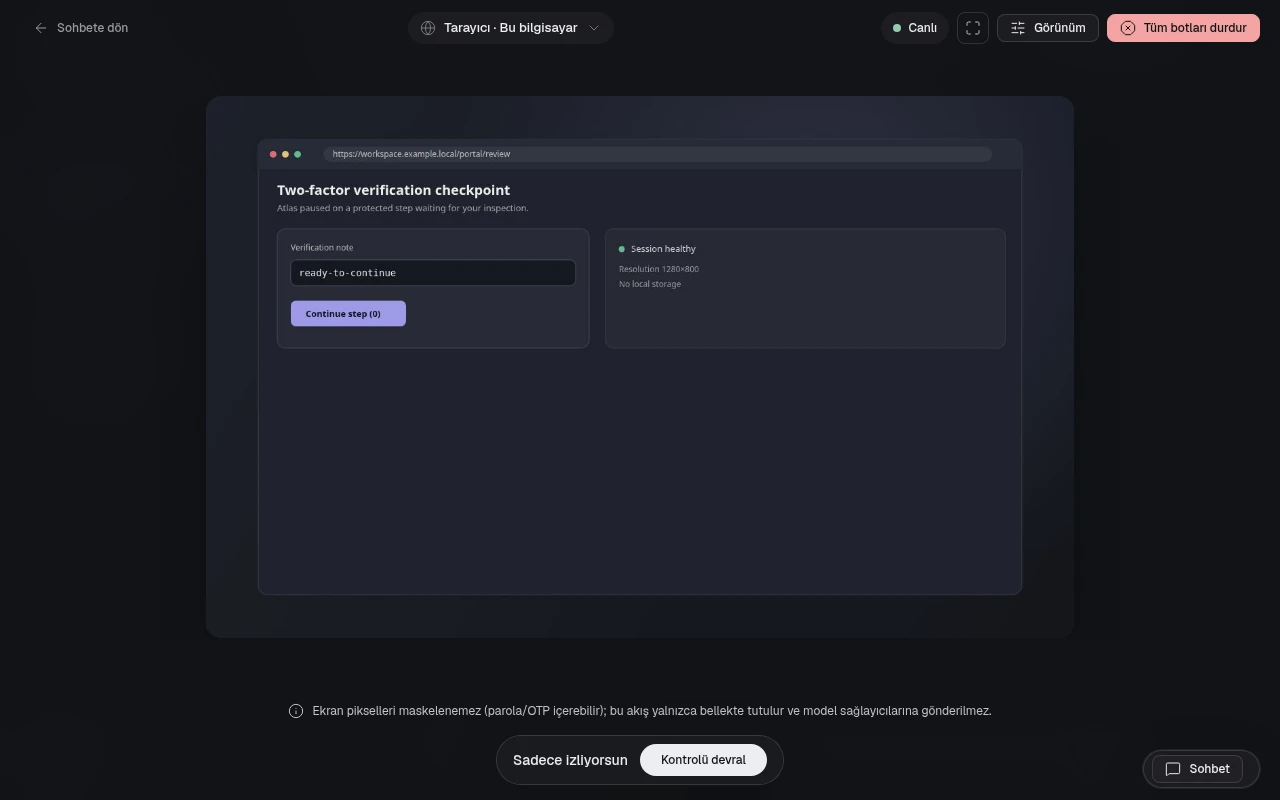 Sohbete dön
Tarayıcı · Bu bilgisayar
Canlı
Görünüm
Tüm botları durdur
https://workspace.example.local/portal/review
Two-factor verification checkpoint
Atlas paused on a protected step waiting for your inspection.
Verification note
ready-to-continue
Continue step (0)
Session healthy
Resolution 1280×800
No local storage
Ekran pikselleri maskelenemez (parola/OTP içerebilir); bu akış yalnızca bellekte tutulur ve model sağlayıcılarına gönderilmez.
Sadece izliyorsun
Kontrolü devral
Sohbet